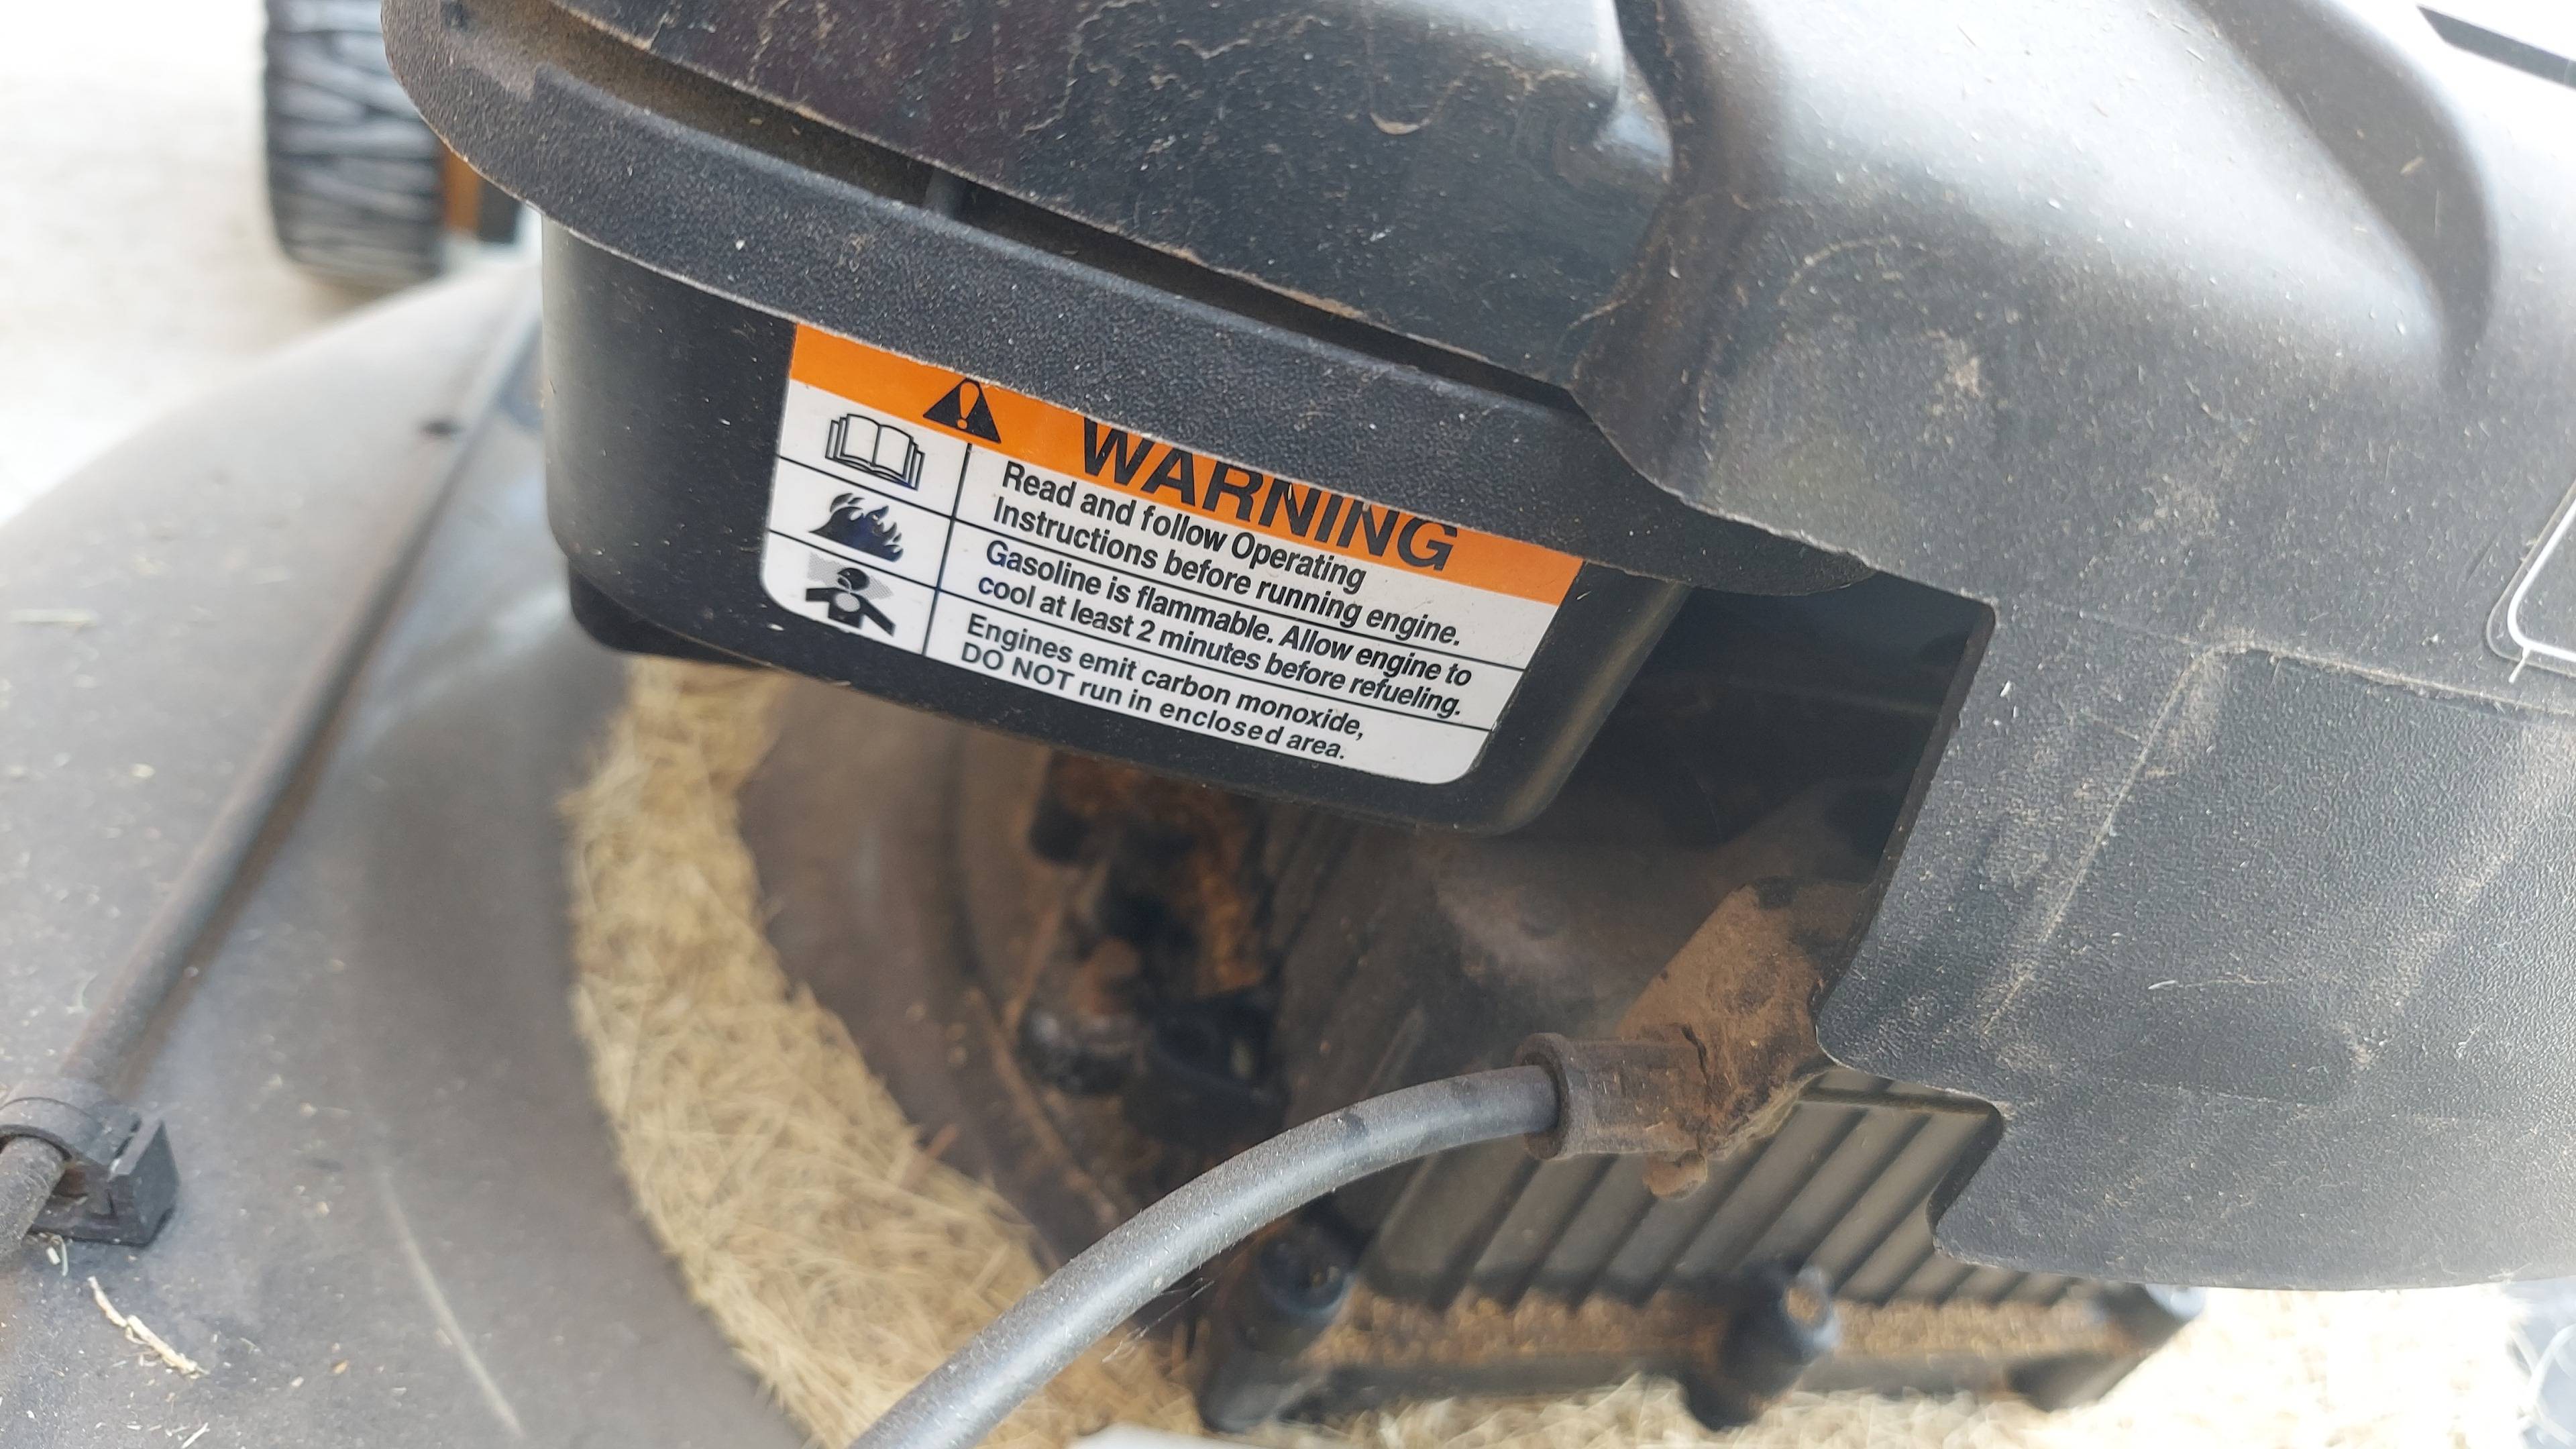 WARNING
Read and follow Operating
Instructions before running engine.
Gasoline is flammable. Allow engine to
cool at least 2 minutes before refueling.
Engines emit carbon monoxide,
DO NOT run in enclosed area.